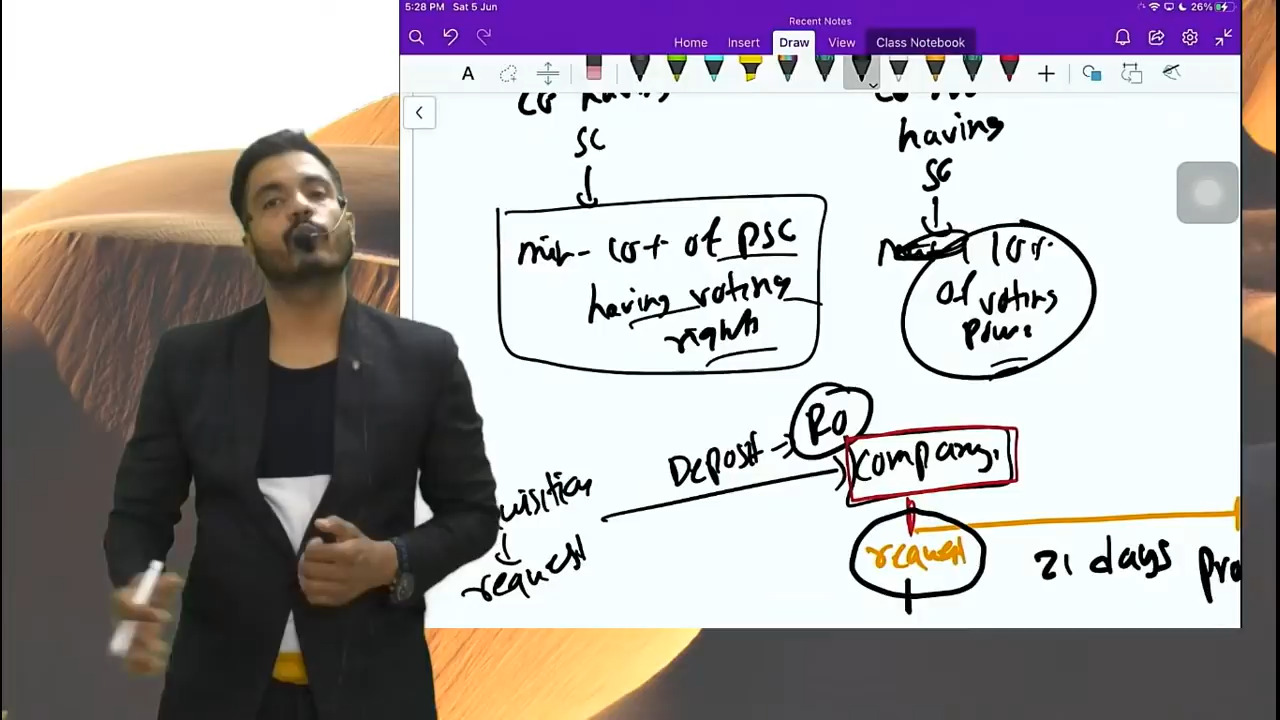 5:28 PM Sat 5 Jun
26%
Recent Notes
Home Insert Draw View Class Notebook
A
having
SC
having
SC
min- 10% of PSC
having voting
rights
10%
of voting
power
RO
Deposit
company.
request
request
21 days